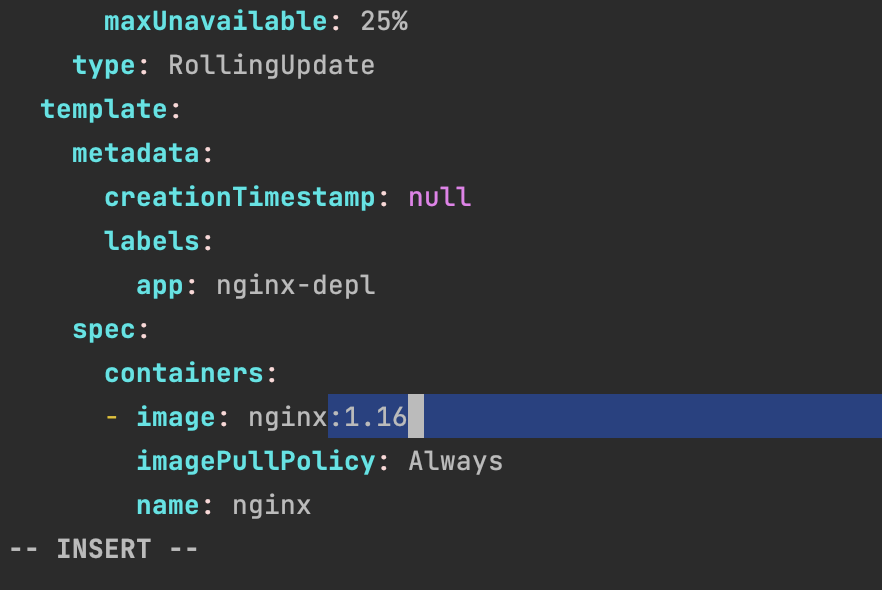 maxUnavailable: 25%
    type: RollingUpdate
  template:
    metadata:
      creationTimestamp: null
      labels:
        app: nginx-depl
    spec:
      containers:
      - image: nginx:1.16
        imagePullPolicy: Always
        name: nginx
-- INSERT --